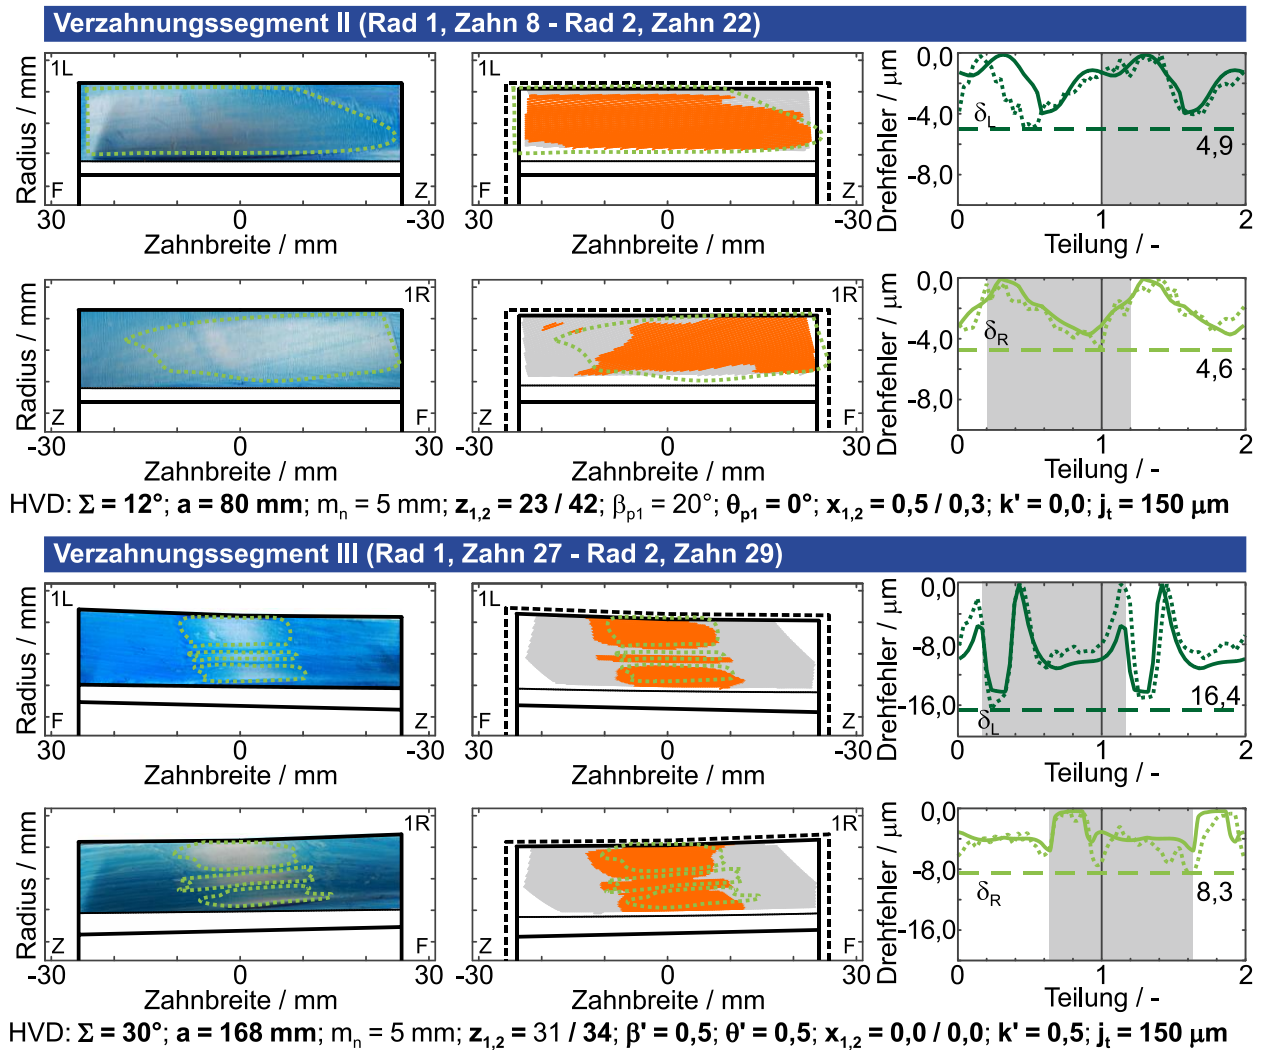 Verzahnungssegment II (Rad 1, Zahn 8 - Rad 2, Zahn 22)
Radius / mm
1L
F
Z
30
0
-30
Zahnbreite / mm
1L
F
Z
30
0
-30
Zahnbreite / mm
Drehfehler / μm
0,0
-4,0
-8,0
δL
4,9
0
1
2
Teilung / -
Radius / mm
1R
Z
F
-30
0
30
Zahnbreite / mm
1R
Z
F
-30
0
30
Zahnbreite / mm
Drehfehler / μm
0,0
-4,0
-8,0
δR
4,6
0
1
2
Teilung / -
HVD: Σ = 12°; a = 80 mm; mn = 5 mm; z1,2 = 23 / 42; βp1 = 20°; θp1 = 0°; x1,2 = 0,5 / 0,3; k' = 0,0; jt = 150 μm
Verzahnungssegment III (Rad 1, Zahn 27 - Rad 2, Zahn 29)
Radius / mm
1L
F
Z
30
0
-30
Zahnbreite / mm
1L
F
Z
30
0
-30
Zahnbreite / mm
Drehfehler / μm
0,0
-8,0
-16,0
δL
16,4
0
1
2
Teilung / -
Radius / mm
1R
Z
F
-30
0
30
Zahnbreite / mm
1R
Z
F
-30
0
30
Zahnbreite / mm
Drehfehler / μm
0,0
-8,0
-16,0
δR
8,3
0
1
2
Teilung / -
HVD: Σ = 30°; a = 168 mm; mn = 5 mm; z1,2 = 31 / 34; β' = 0,5; θ' = 0,5; x1,2 = 0,0 / 0,0; k' = 0,5; jt = 150 μm